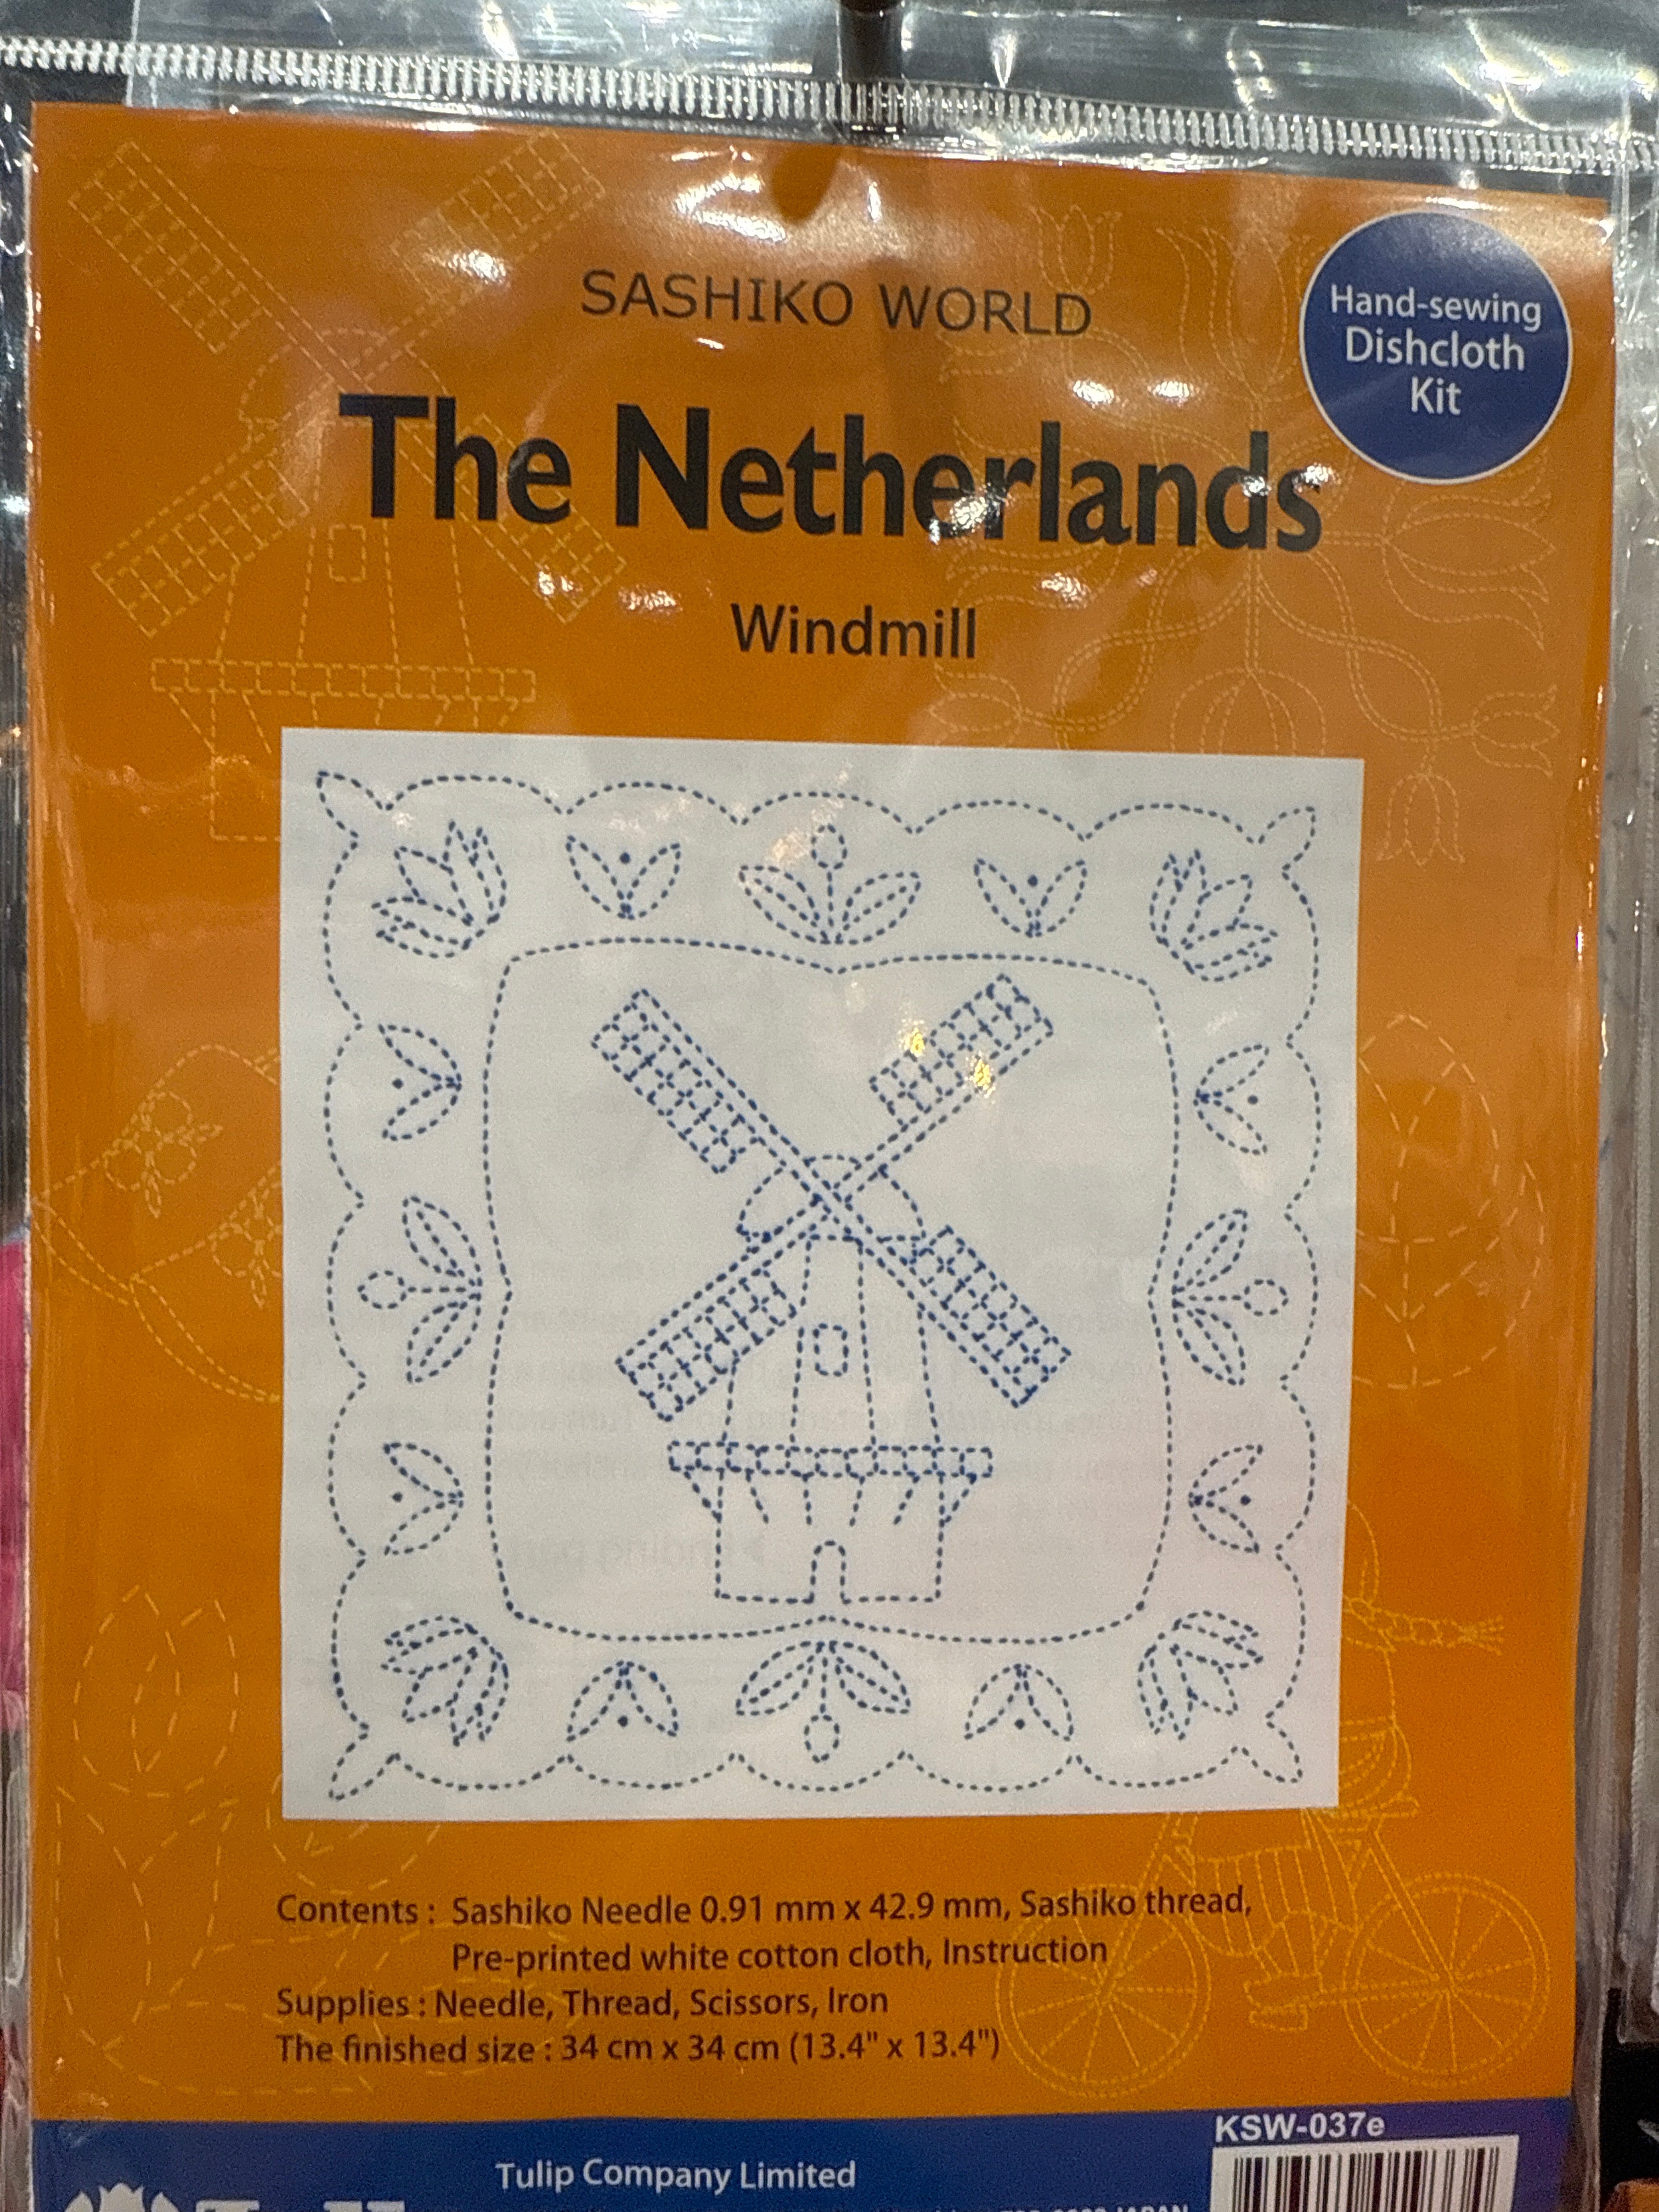 SASHIKO WORLD
Hand-sewing
Dishcloth
Kit
The Netherlands
Windmill
Contents : Sashiko Needle 0.91 mm x 42.9 mm, Sashiko thread,
Pre-printed white cotton cloth, Instruction
Supplies : Needle, Thread, Scissors, Iron
The finished size : 34 cm x 34 cm (13.4" x 13.4")
KSW-037e
Tulip Company Limited
JAPAN